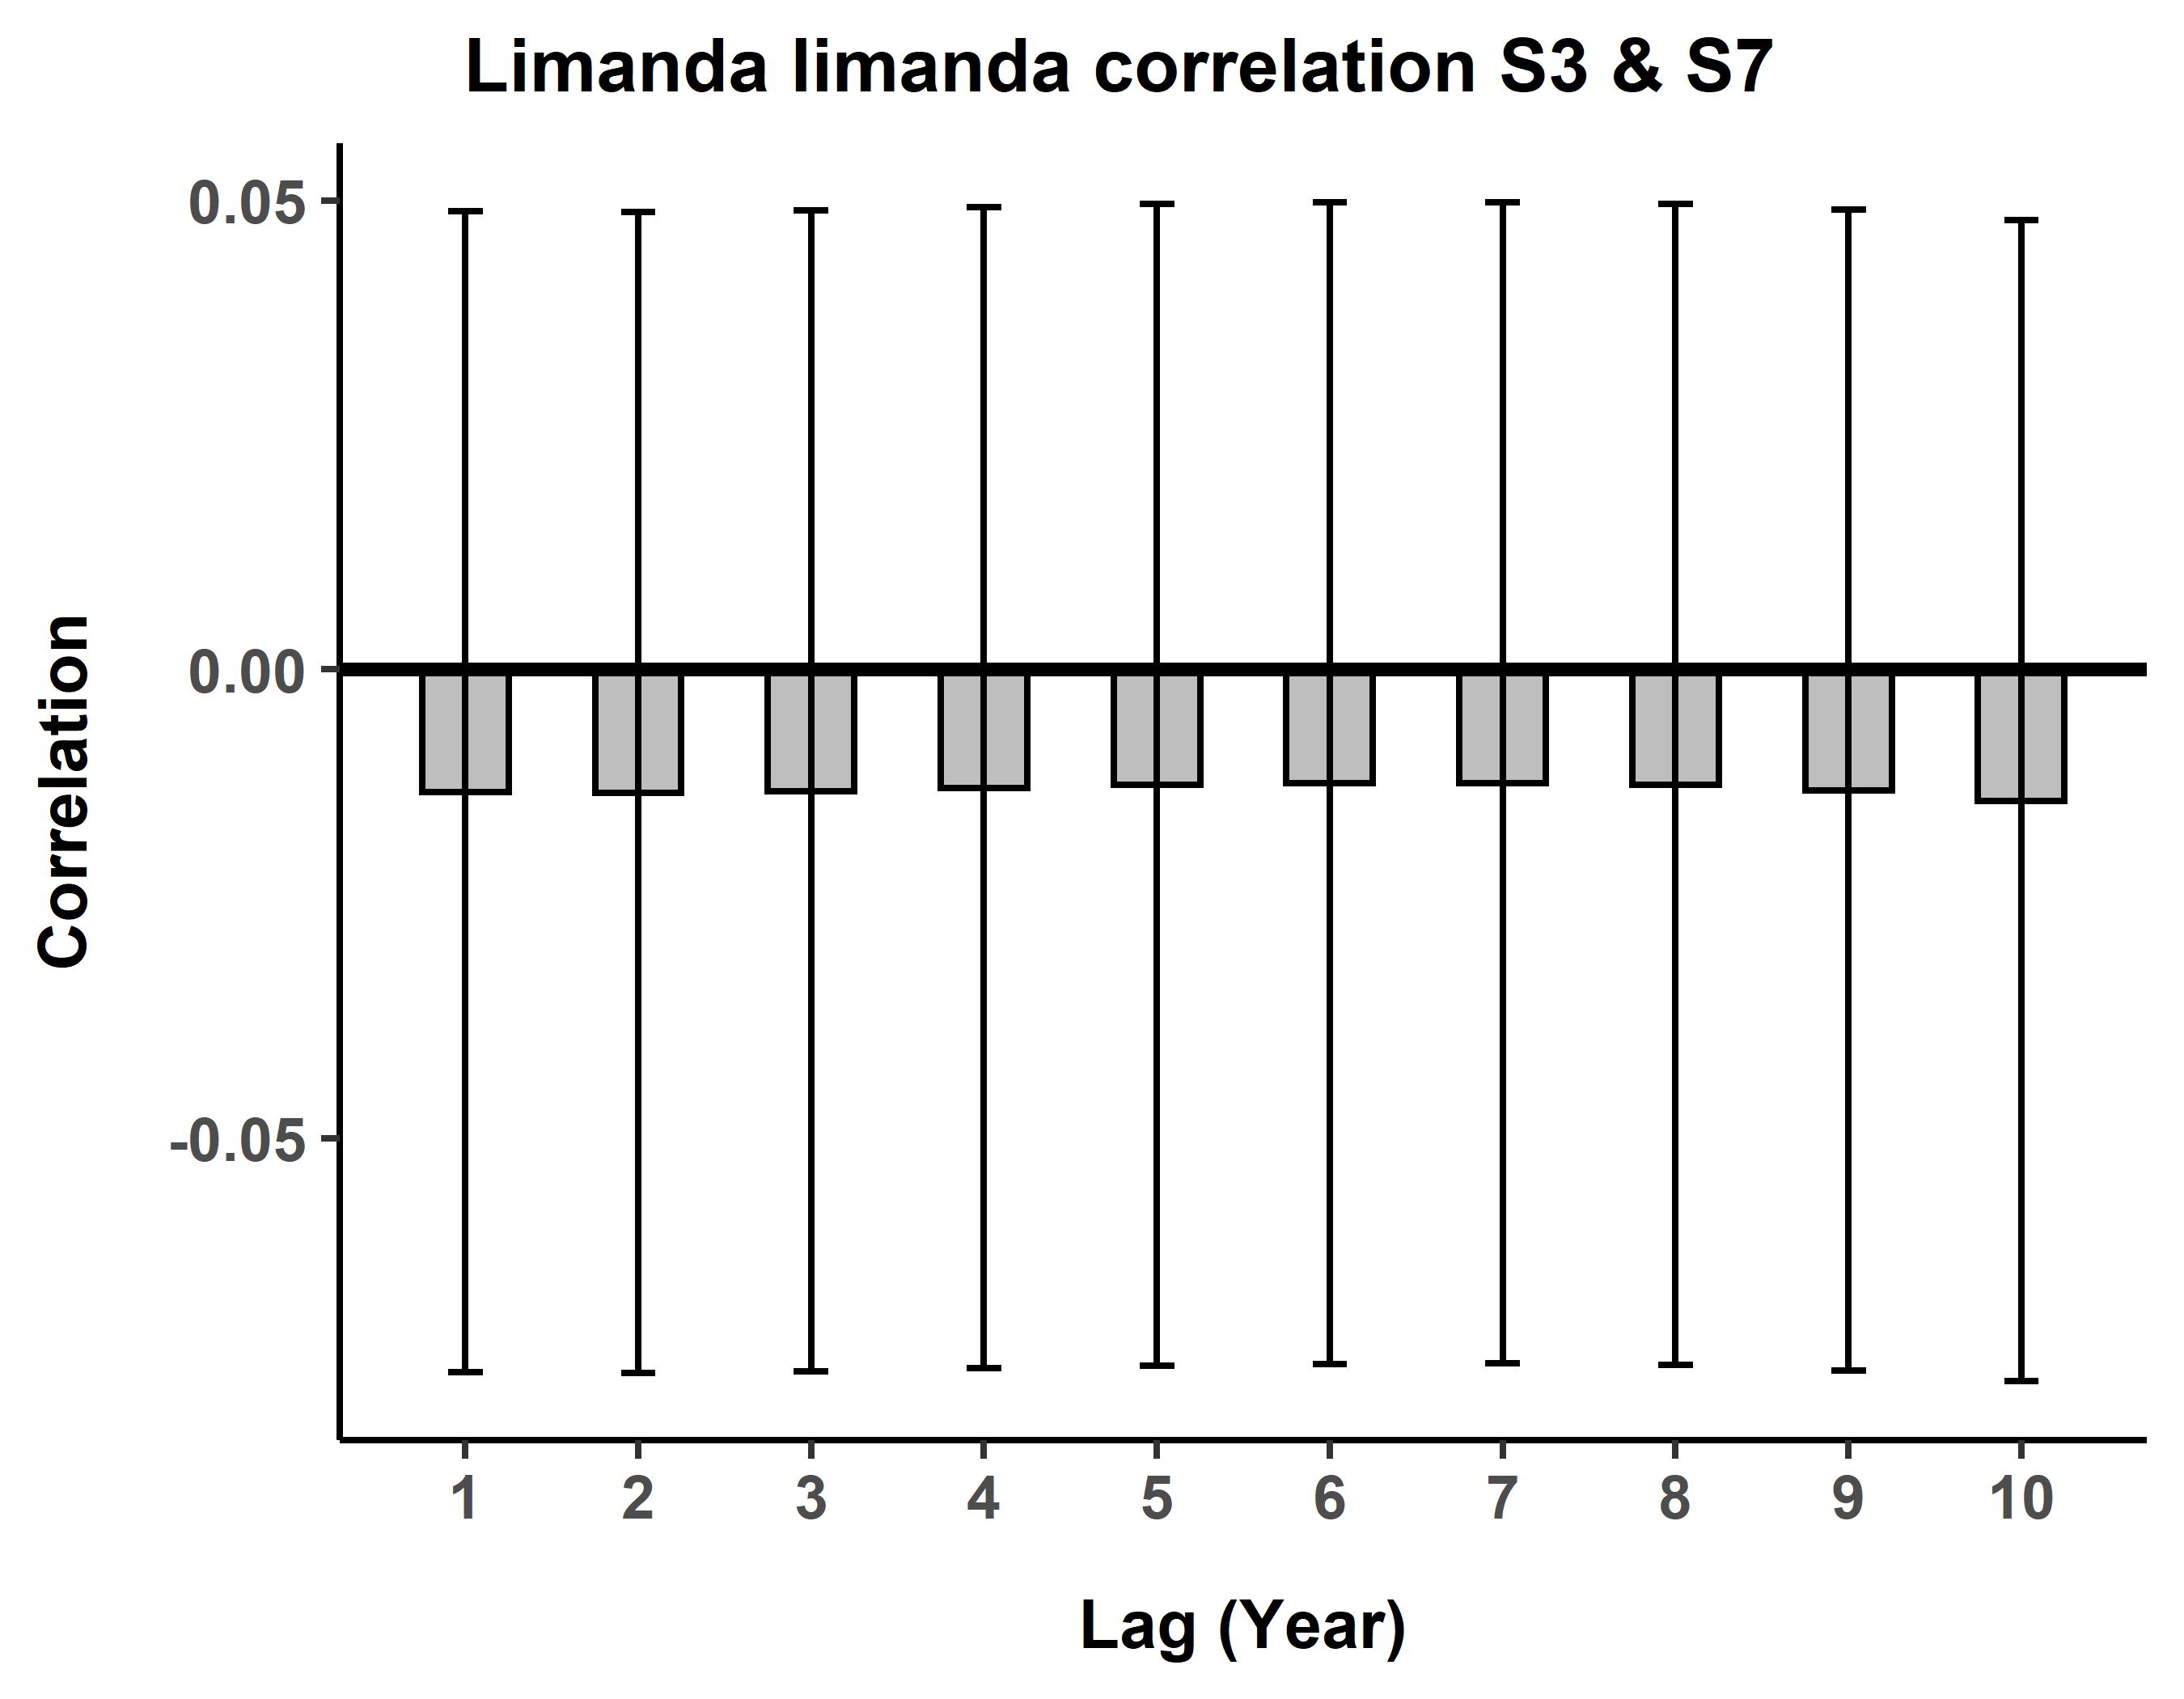 Limanda limanda correlation S3 & S7
0.05
0.00
-0.05
Correlation
1 2 3 4 5 6 7 8 9 10
Lag (Year)